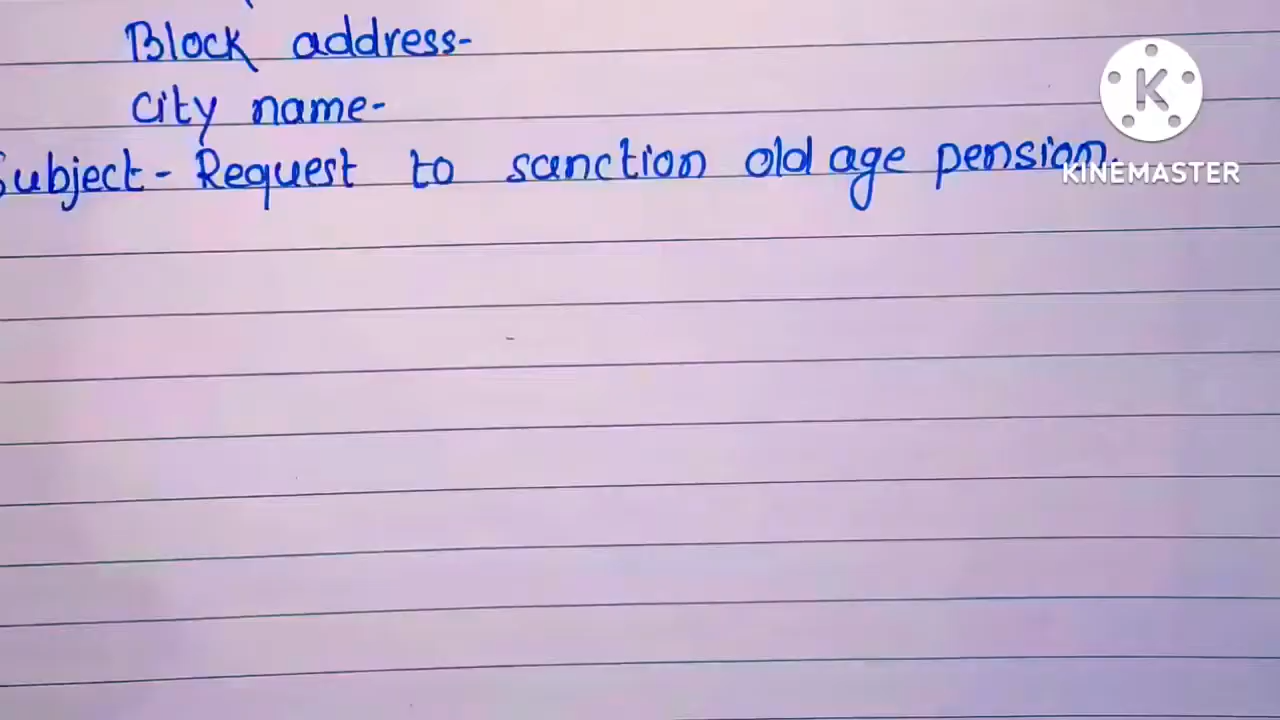 Block address-
City name-
Subject - Request to sanction old age pension.
K
KINEMASTER